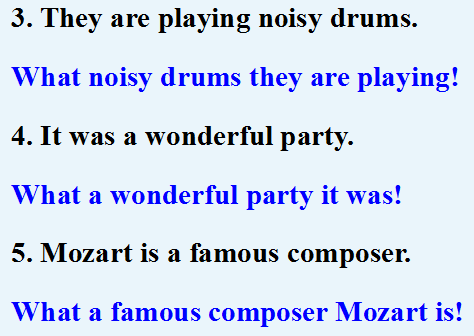 3. They are playing noisy drums.
What noisy drums they are playing!
4. It was a wonderful party.
What a wonderful party it was!
5. Mozart is a famous composer.
What a famous composer Mozart is!